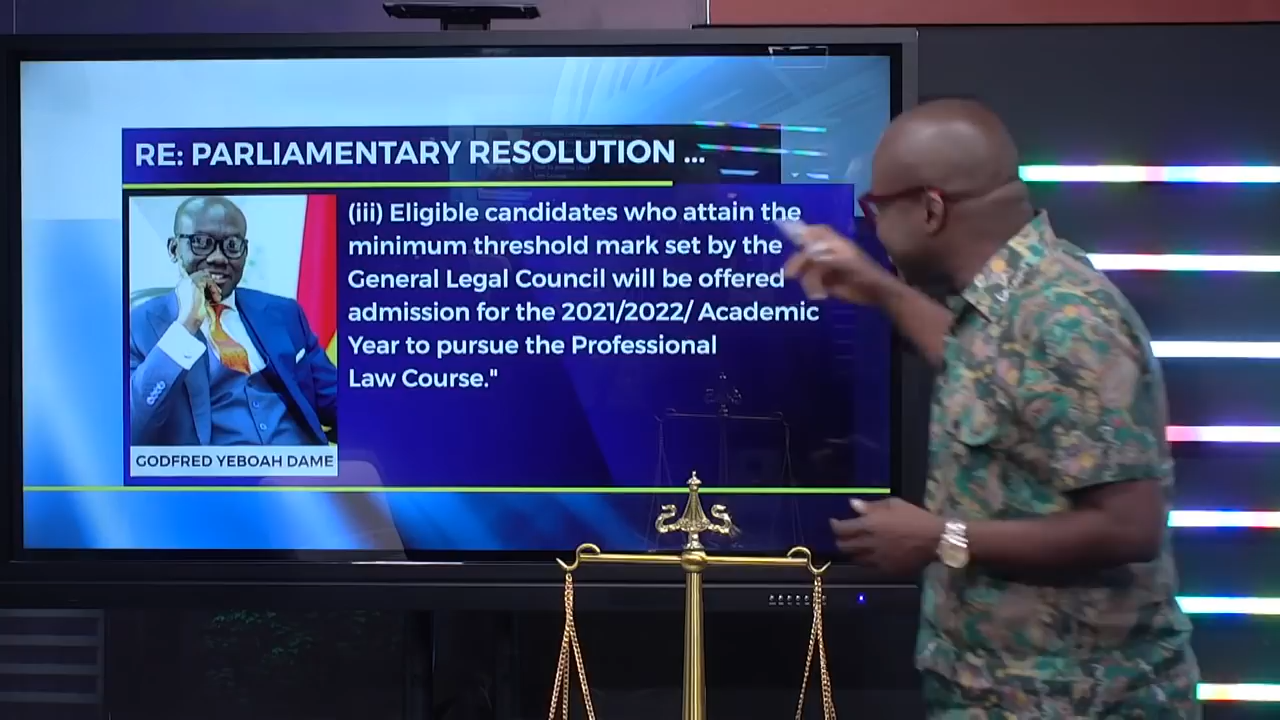 RE: PARLIAMENTARY RESOLUTION ...
(iii) Eligible candidates who attain the
minimum threshold mark set by the
General Legal Council will be offered
admission for the 2021/2022/ Academic
Year to pursue the Professional
Law Course."
GODFRED YEBOAH DAME